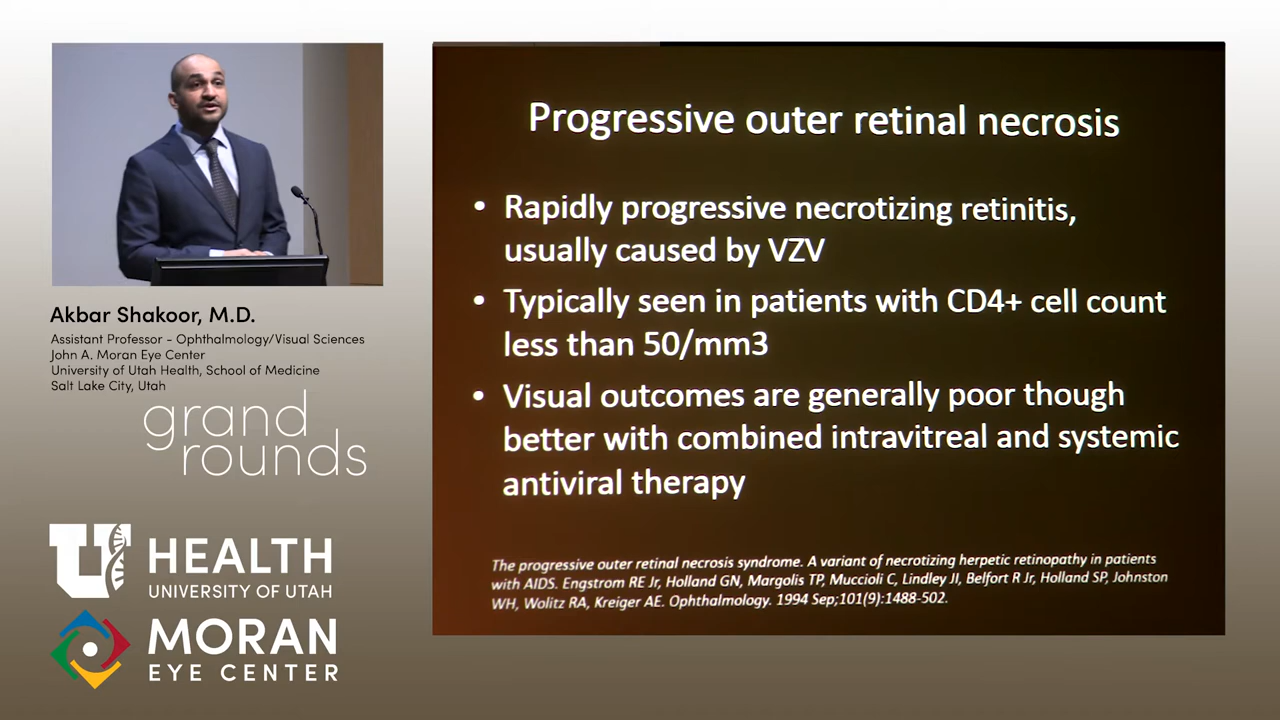 Akbar Shakoor, M.D.
Assistant Professor - Ophthalmology/Visual Sciences
John A. Moran Eye Center
University of Utah Health, School of Medicine
Salt Lake City, Utah
grand
rounds
U HEALTH
UNIVERSITY OF UTAH
MORAN
EYE CENTER
Progressive outer retinal necrosis
• Rapidly progressive necrotizing retinitis,
usually caused by VZV
• Typically seen in patients with CD4+ cell count
less than 50/mm3
• Visual outcomes are generally poor though
better with combined intravitreal and systemic
antiviral therapy
The progressive outer retinal necrosis syndrome. A variant of necrotizing herpetic retinopathy in patients
with AIDS. Engstrom RE Jr, Holland GN, Margolis TP, Muccioli C, Lindley JI, Belfort R Jr, Holland SP, Johnston
WH, Wolitz RA, Kreiger AE. Ophthalmology. 1994 Sep;101(9):1488-502.